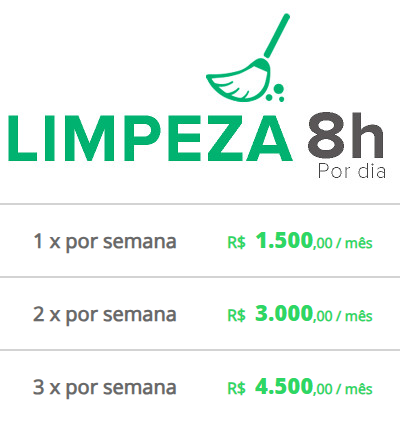 LIMPEZA 8h
Por dia
1 x por semana R$ 1.500,00 / mês
2 x por semana R$ 3.000,00 / mês
3 x por semana R$ 4.500,00 / mês